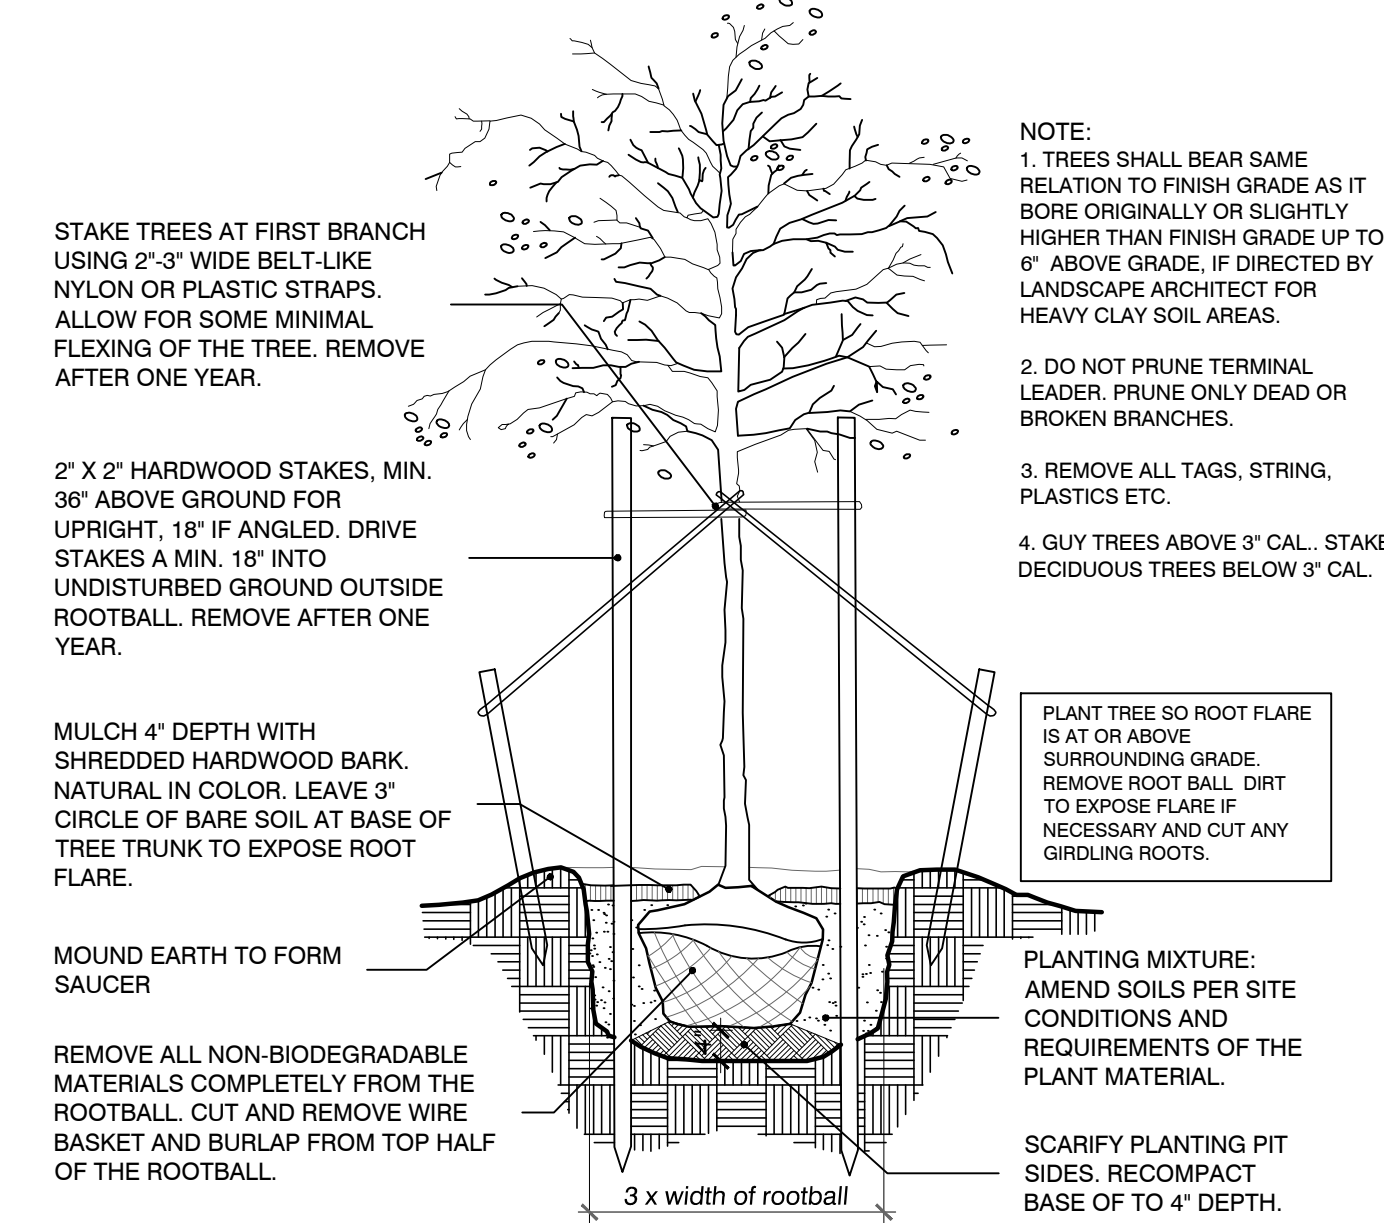 STAKE TREES AT FIRST BRANCH
USING 2"-3" WIDE BELT-LIKE
NYLON OR PLASTIC STRAPS.
ALLOW FOR SOME MINIMAL
FLEXING OF THE TREE. REMOVE
AFTER ONE YEAR.
2" X 2" HARDWOOD STAKES, MIN.
36" ABOVE GROUND FOR
UPRIGHT, 18" IF ANGLED. DRIVE
STAKES A MIN. 18" INTO
UNDISTURBED GROUND OUTSIDE
ROOTBALL. REMOVE AFTER ONE
YEAR.
MULCH 4" DEPTH WITH
SHREDDED HARDWOOD BARK.
NATURAL IN COLOR. LEAVE 3"
CIRCLE OF BARE SOIL AT BASE OF
TREE TRUNK TO EXPOSE ROOT
FLARE.
MOUND EARTH TO FORM
SAUCER
REMOVE ALL NON-BIODEGRADABLE
MATERIALS COMPLETELY FROM THE
ROOTBALL. CUT AND REMOVE WIRE
BASKET AND BURLAP FROM TOP HALF
OF THE ROOTBALL.
4"
3 x width of rootball
NOTE:
1. TREES SHALL BEAR SAME
RELATION TO FINISH GRADE AS IT
BORE ORIGINALLY OR SLIGHTLY
HIGHER THAN FINISH GRADE UP TO
6" ABOVE GRADE, IF DIRECTED BY
LANDSCAPE ARCHITECT FOR
HEAVY CLAY SOIL AREAS.
2. DO NOT PRUNE TERMINAL
LEADER. PRUNE ONLY DEAD OR
BROKEN BRANCHES.
3. REMOVE ALL TAGS, STRING,
PLASTICS ETC.
4. GUY TREES ABOVE 3" CAL.. STAKE
DECIDUOUS TREES BELOW 3" CAL.
PLANT TREE SO ROOT FLARE
IS AT OR ABOVE
SURROUNDING GRADE.
REMOVE ROOT BALL DIRT
TO EXPOSE FLARE IF
NECESSARY AND CUT ANY
GIRDLING ROOTS.
PLANTING MIXTURE:
AMEND SOILS PER SITE
CONDITIONS AND
REQUIREMENTS OF THE
PLANT MATERIAL.
SCARIFY PLANTING PIT
SIDES. RECOMPACT
BASE OF TO 4" DEPTH.